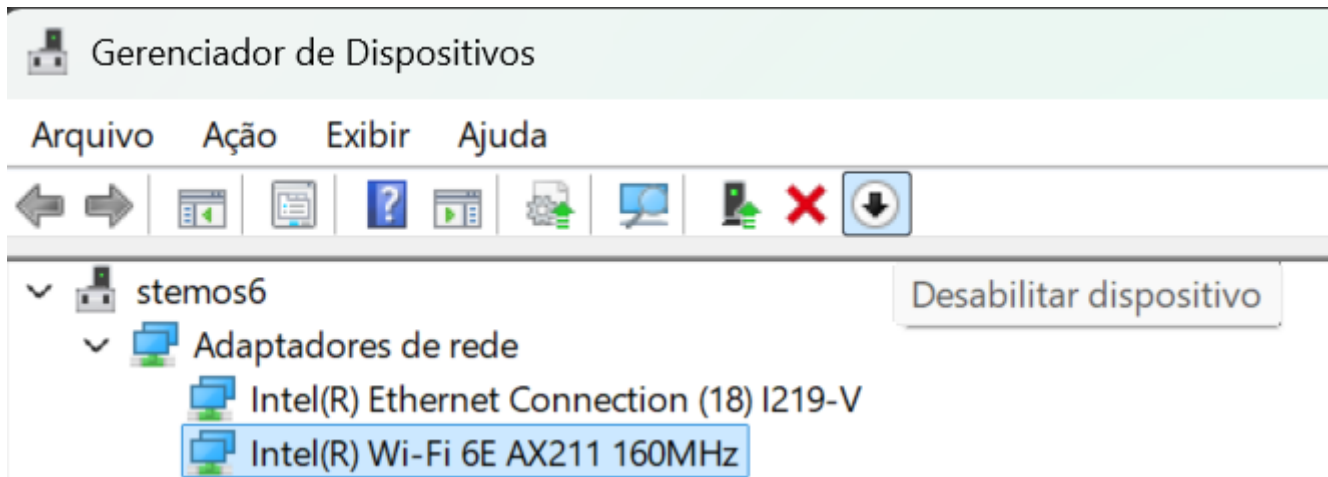 Gerenciador de Dispositivos
Arquivo Ação Exibir Ajuda
stemos6
Desabilitar dispositivo
Adaptadores de rede
Intel(R) Ethernet Connection (18) I219-V
Intel(R) Wi-Fi 6E AX211 160MHz